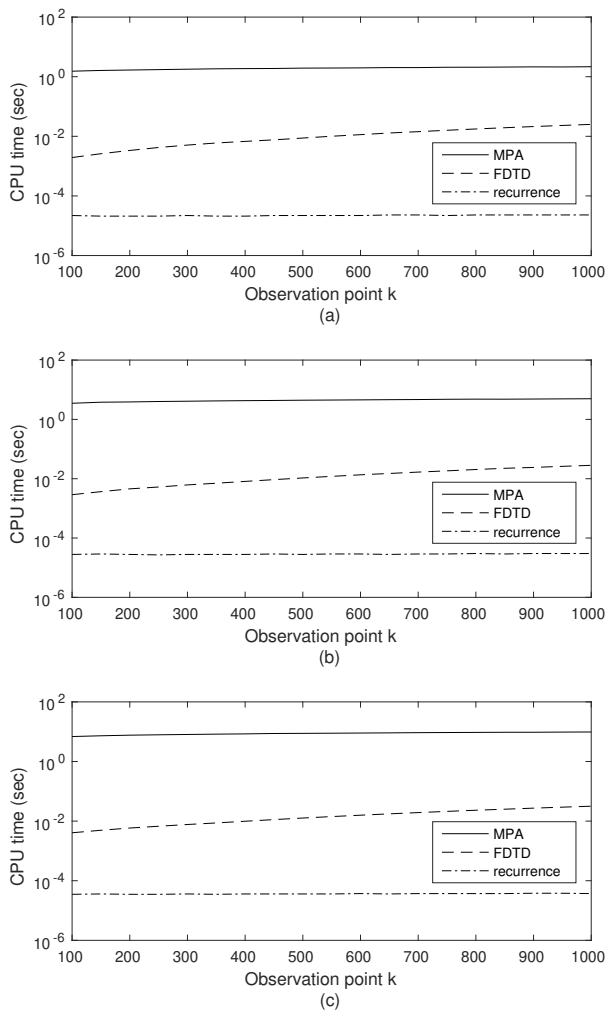 10^2
10^0
10^-2
10^-4
10^-6
CPU time (sec)
MPA
FDTD
recurrence
100 200 300 400 500 600 700 800 900 1000
Observation point k
(a)
10^2
10^0
10^-2
10^-4
10^-6
CPU time (sec)
MPA
FDTD
recurrence
100 200 300 400 500 600 700 800 900 1000
Observation point k
(b)
10^2
10^0
10^-2
10^-4
10^-6
CPU time (sec)
MPA
FDTD
recurrence
100 200 300 400 500 600 700 800 900 1000
Observation point k
(c)